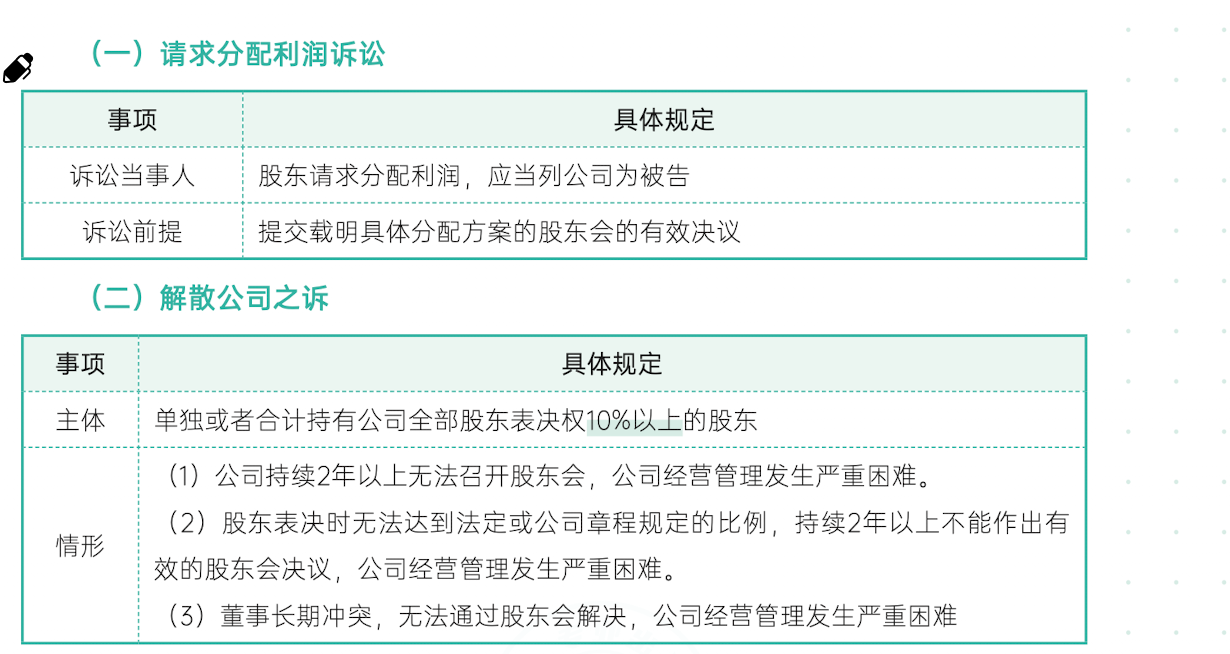 （一）请求分配利润诉讼
事项 具体规定
诉讼当事人 股东请求分配利润，应当列公司为被告
诉讼前提 提交载明具体分配方案的股东会的有效决议
（二）解散公司之诉
事项 具体规定
主体 单独或者合计持有公司全部股东表决权10%以上的股东
（1）公司持续2年以上无法召开股东会，公司经营管理发生严重困难。
（2）股东表决时无法达到法定或公司章程规定的比例，持续2年以上不能作出有
情形
效的股东会决议，公司经营管理发生严重困难。
（3）董事长期冲突，无法通过股东会解决，公司经营管理发生严重困难